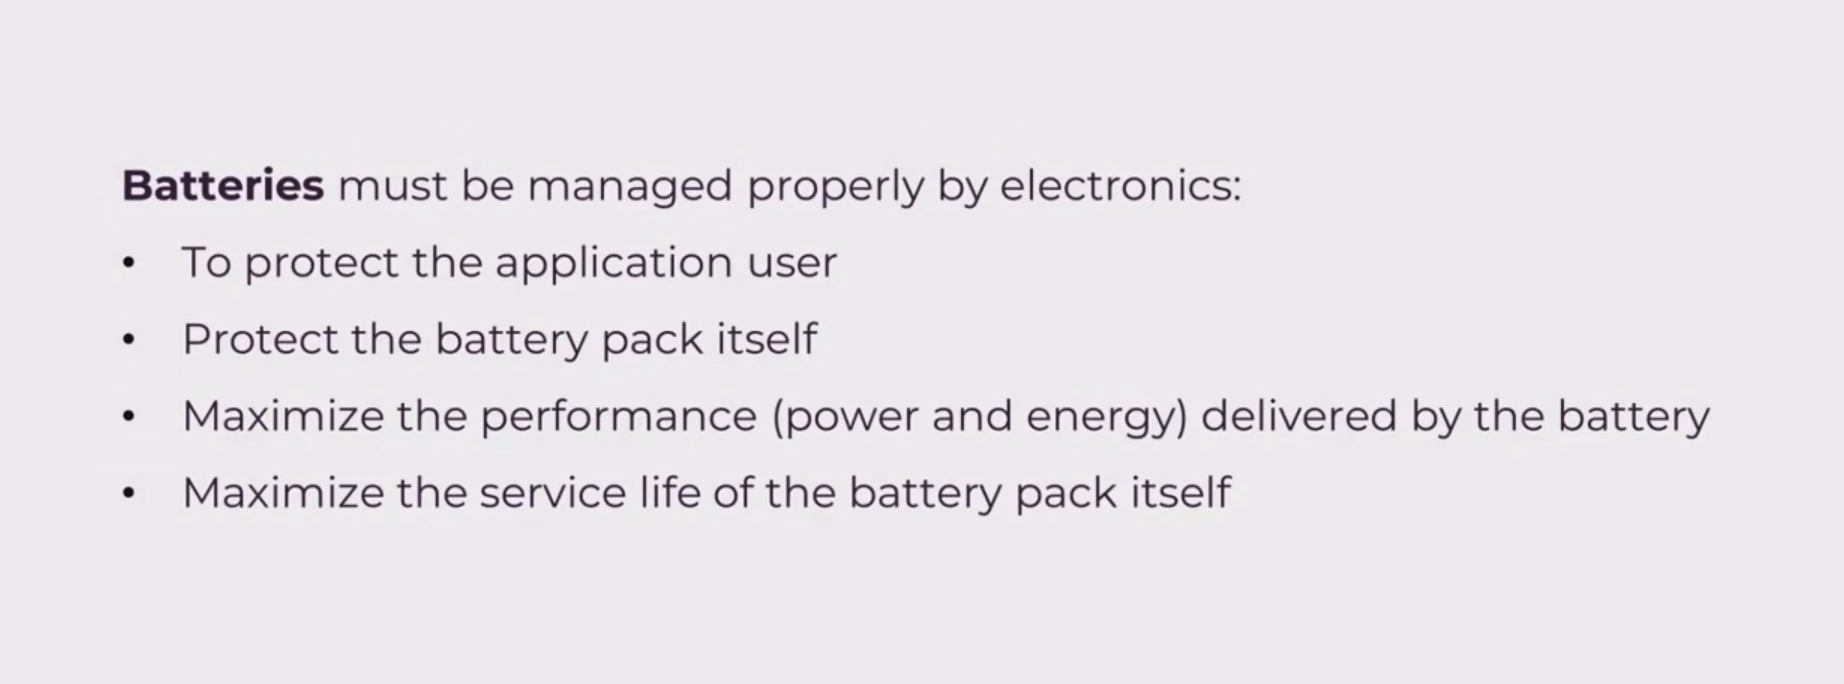 Batteries must be managed properly by electronics:
• To protect the application user
• Protect the battery pack itself
• Maximize the performance (power and energy) delivered by the battery
• Maximize the service life of the battery pack itself